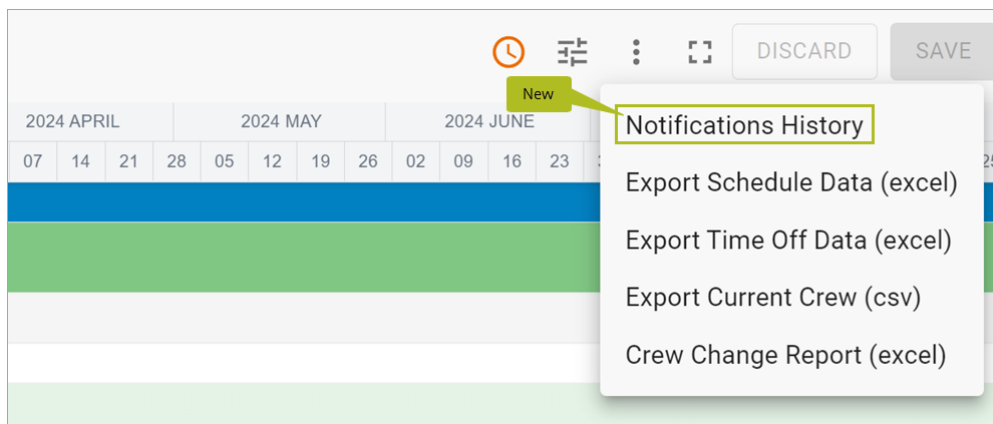 DISCARD SAVE
New
2024 APRIL 2024 MAY 2024 JUNE
07 14 21 28 05 12 19 26 02 09 16 23
Notifications History
Export Schedule Data (excel)
Export Time Off Data (excel)
Export Current Crew (csv)
Crew Change Report (excel)